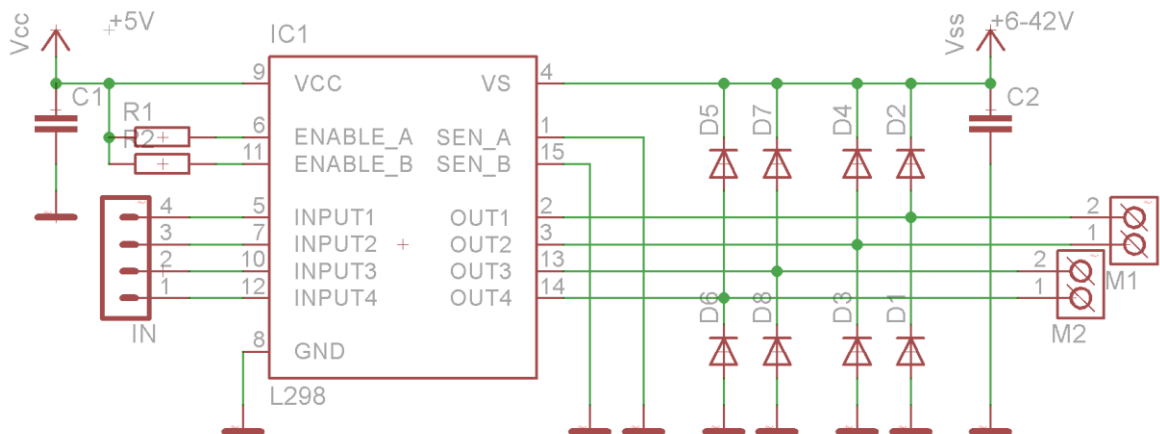 Vcc
+5V
IC1
Vss
+6-42V
9
VCC
VS
4
C1
C2
R1
R2
D5
D7
D4
D2
6
ENABLE_A
SEN_A
1
11
ENABLE_B
SEN_B
15
4
5
INPUT1
OUT1
2
2
3
7
INPUT2
OUT2
3
1
2
10
INPUT3
OUT3
13
2
M1
1
12
INPUT4
OUT4
14
1
IN
D6
D8
D3
D1
M2
8
GND
L298